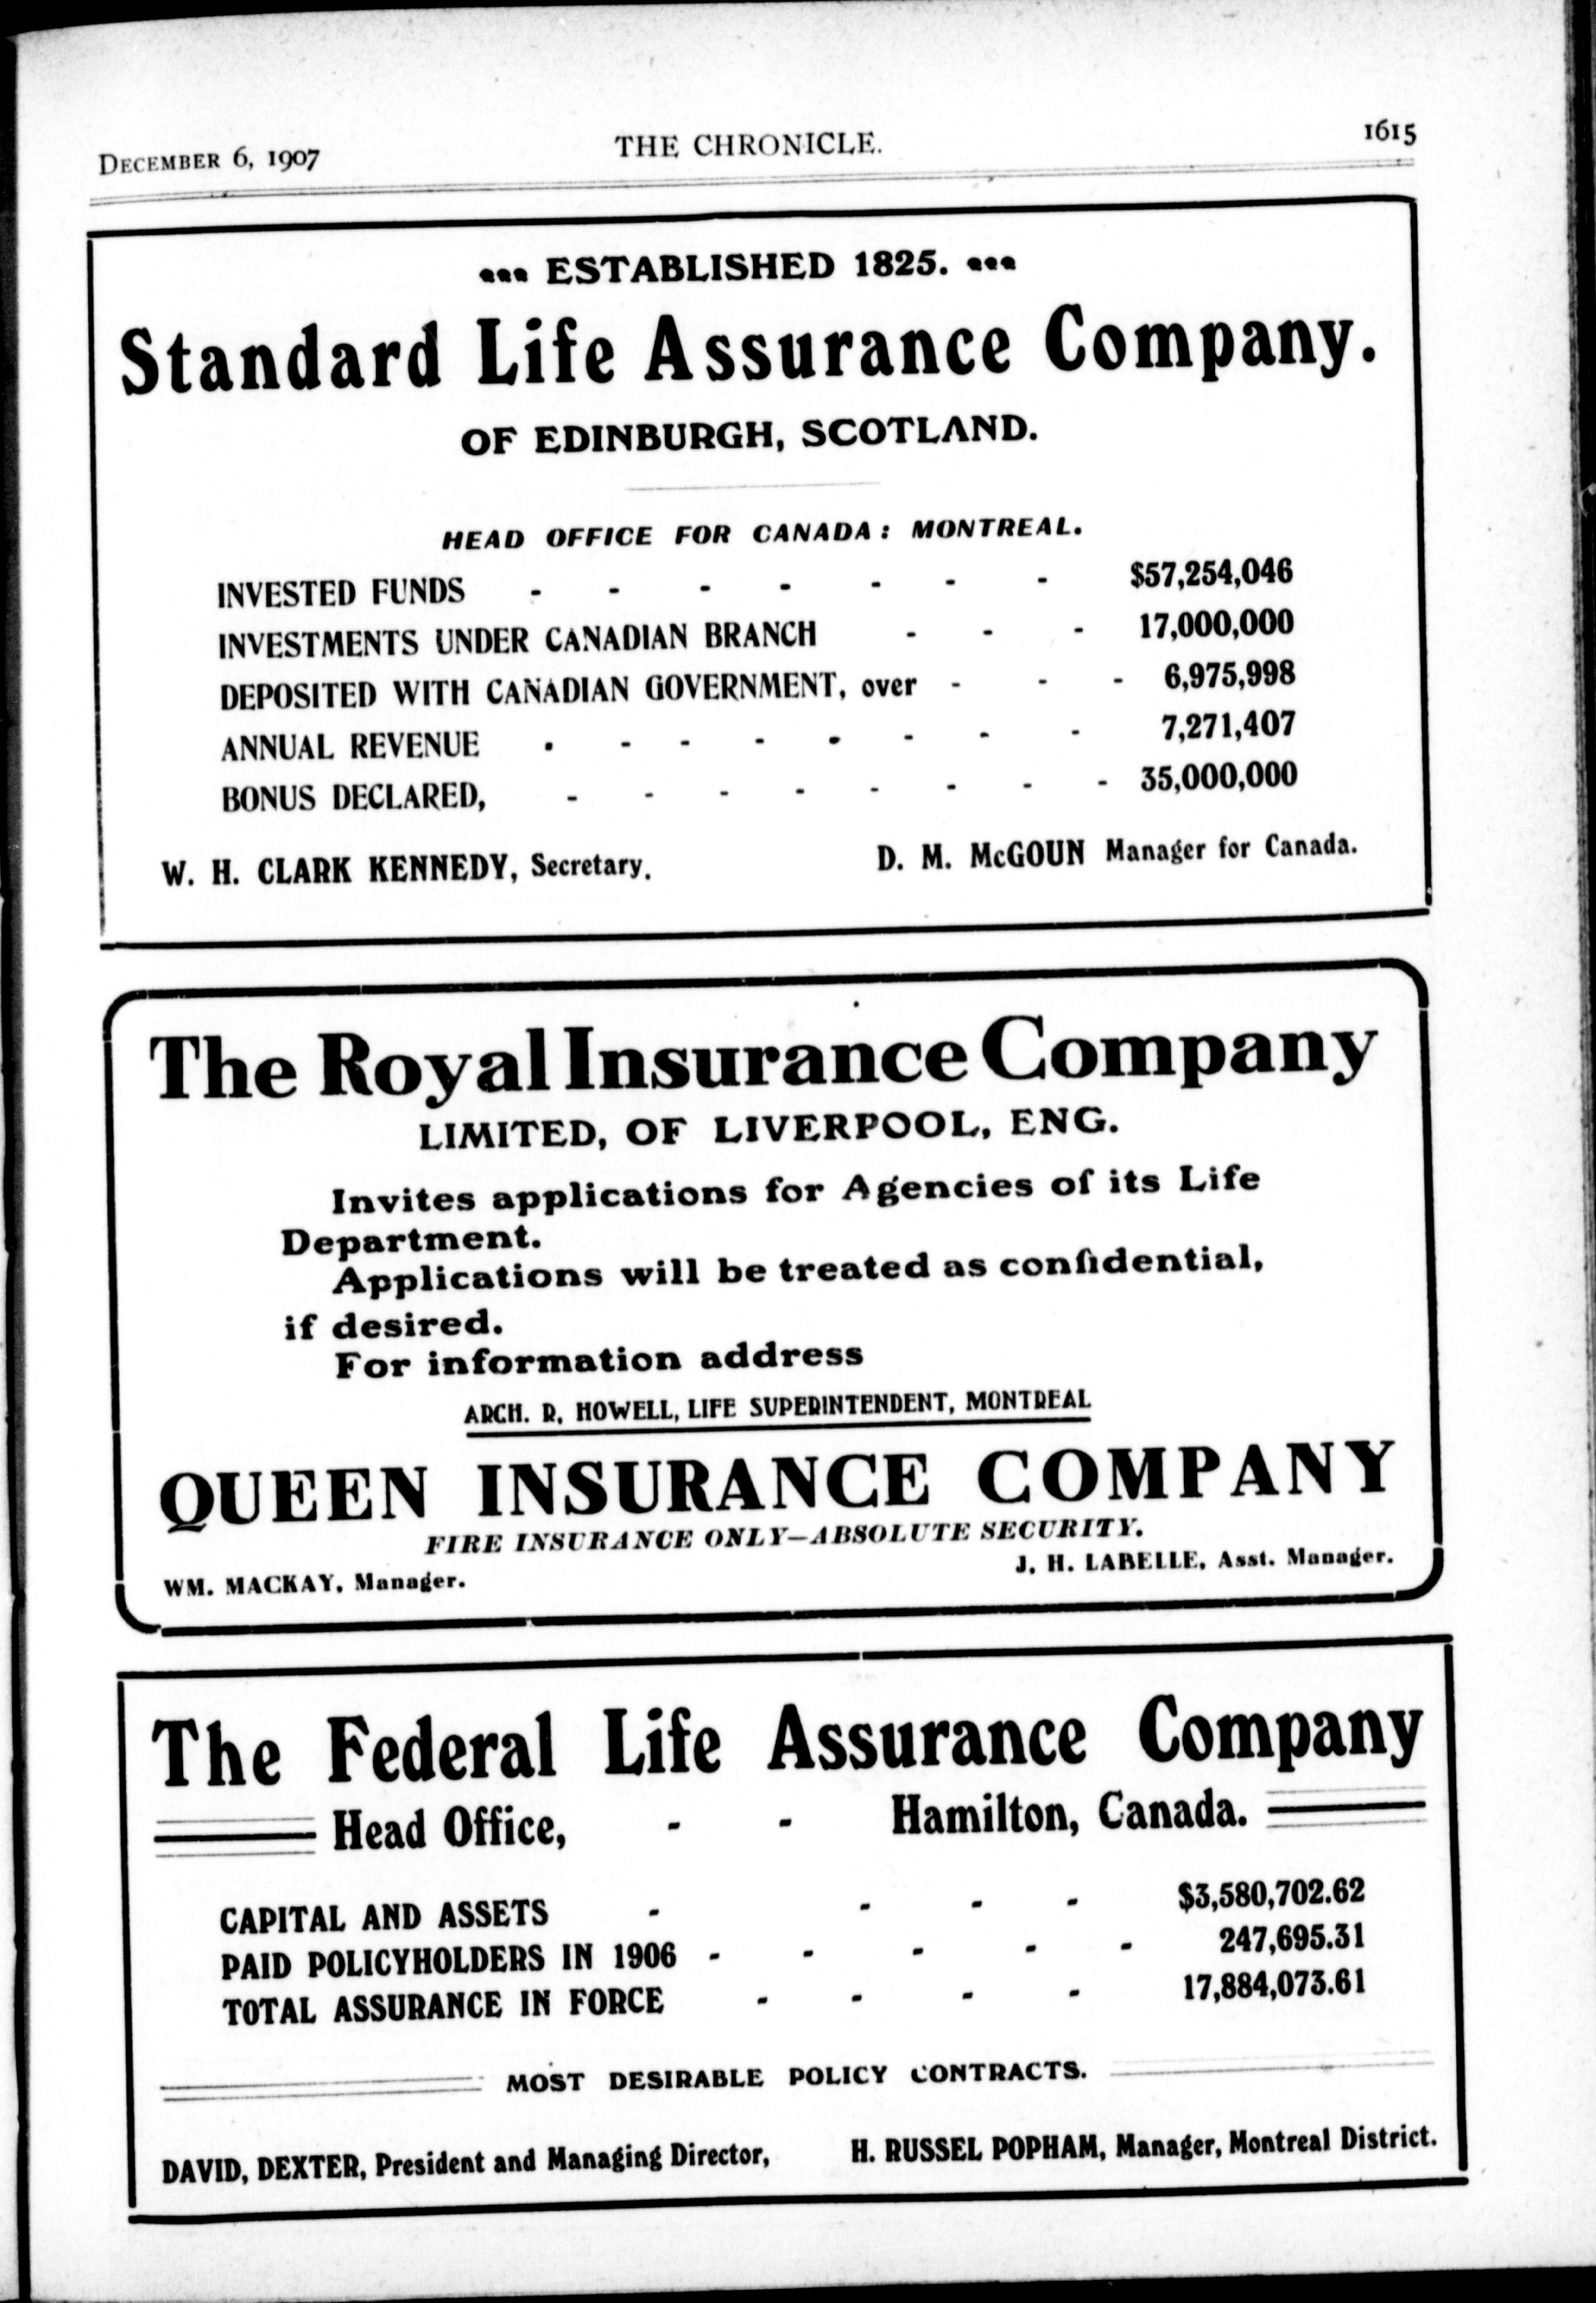 DECEMBER 6, 1907 THE CHRONICLE. 1615
ESTABLISHED 1825.
Standard Life Assurance Company.
OF EDINBURGH, SCOTLAND.
HEAD OFFICE FOR CANADA: MONTREAL.
INVESTED FUNDS - - - - - - - $57,254,046
INVESTMENTS UNDER CANADIAN BRANCH - - - 17,000,000
DEPOSITED WITH CANADIAN GOVERNMENT, over - - - 6,975,998
ANNUAL REVENUE - - - - - - - - 7,271,407
BONUS DECLARED, - - - - - - - - 35,000,000
W. H. CLARK KENNEDY, Secretary. D. M. McGOUN Manager for Canada.
The Royal Insurance Company
LIMITED, OF LIVERPOOL, ENG.
Invites applications for Agencies of its Life
Department.
Applications will be treated as confidential,
if desired.
For information address
ARCH. R, HOWELL, LIFE SUPERINTENDENT, MONTREAL
QUEEN INSURANCE COMPANY
FIRE INSURANCE ONLY—ABSOLUTE SECURITY.
WM. MACKAY, Manager. J. H. LABELLE, Asst. Manager.
The Federal Life Assurance Company
Head Office, - - Hamilton, Canada.
CAPITAL AND ASSETS - - - - $3,580,702.62
PAID POLICYHOLDERS IN 1906 - - - - - 247,695.31
TOTAL ASSURANCE IN FORCE - - - - 17,884,073.61
MOST DESIRABLE POLICY CONTRACTS.
DAVID, DEXTER, President and Managing Director, H. RUSSEL POPHAM, Manager, Montreal District.